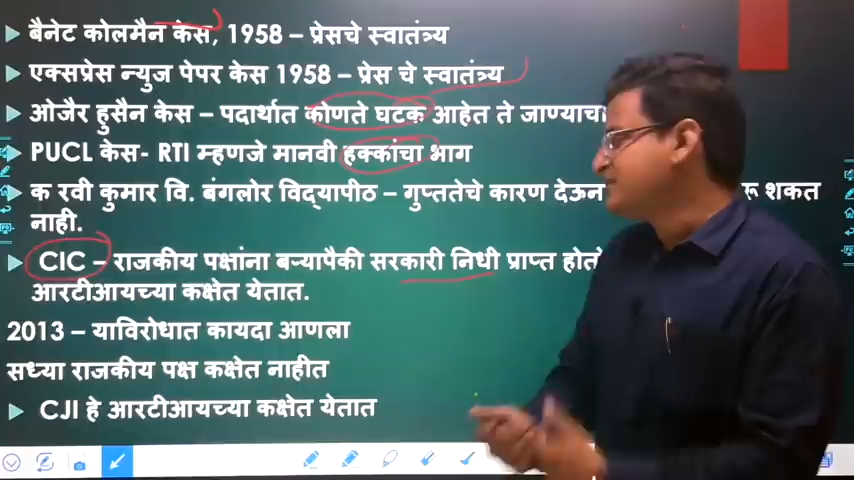 बैनेट कोलमैन केस, 1958 – प्रेसचे स्वातंत्र्य
एक्सप्रेस न्युज पेपर केस 1958 – प्रेस चे स्वातंत्र्य
ओजैर हुसैन केस – पदार्थात कोणते घटक आहेत ते जाण्याचा
PUCL केस- RTI म्हणजे मानवी हक्कांचा भाग
क रवी कुमार वि. बंगलोर विद्यापीठ – गुप्ततेचे कारण देऊन रू शकत
नाही.
CIC – राजकीय पक्षांना बऱ्यापैकी सरकारी निधी प्राप्त होतो
आरटीआयच्या कक्षेत येतात.
2013 – याविरोधात कायदा आणला
सध्या राजकीय पक्ष कक्षेत नाहीत
CJI हे आरटीआयच्या कक्षेत येतात